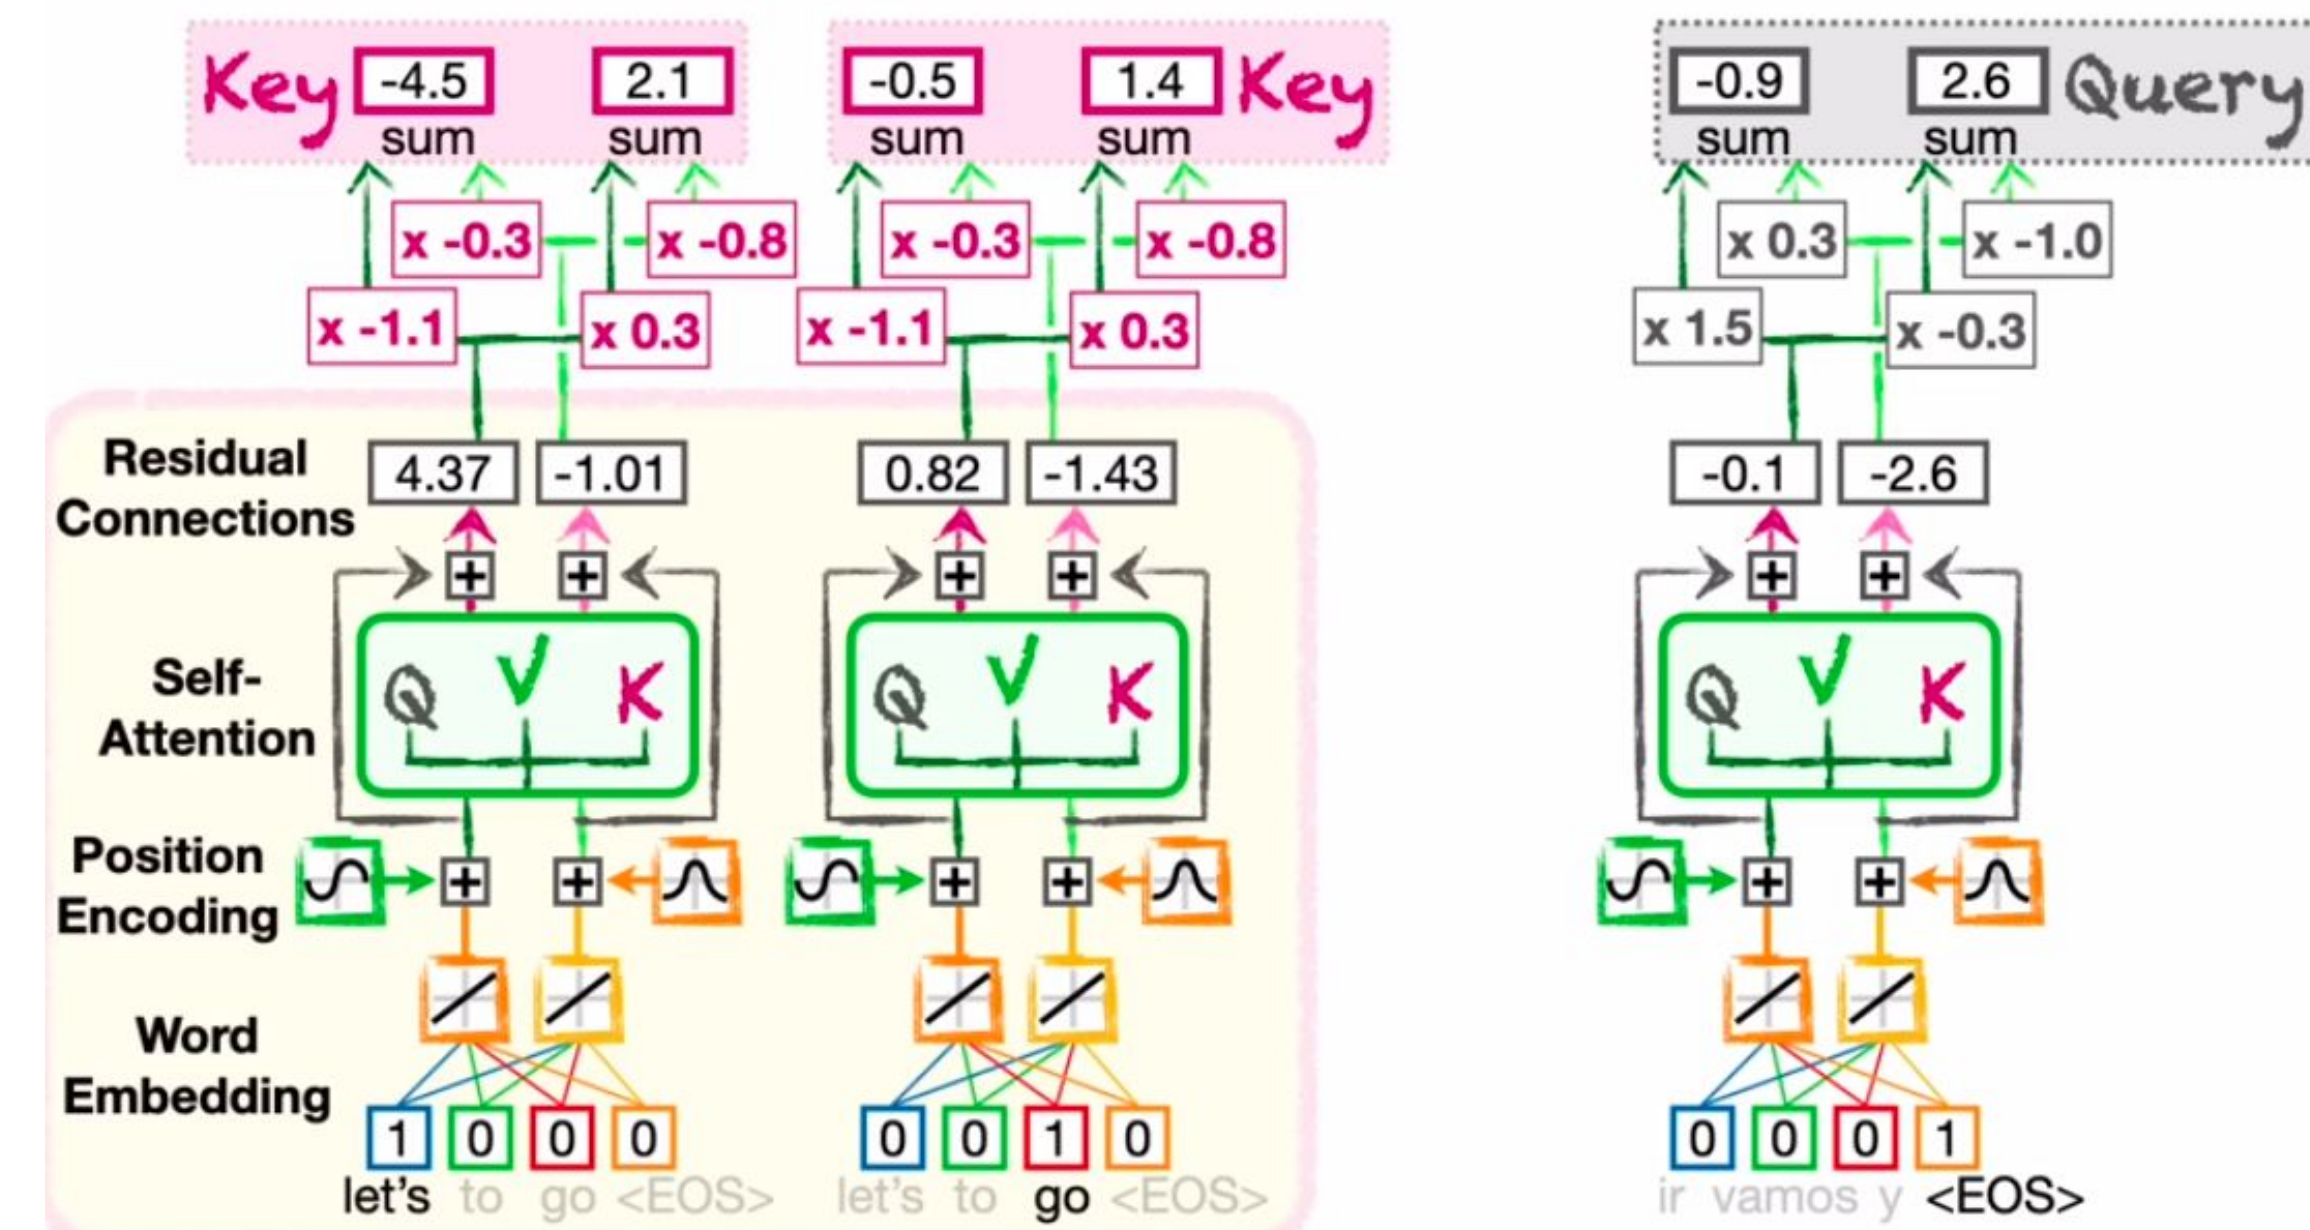 Key -4.5 2.1 -0.5 1.4 Key -0.9 2.6 Query
sum sum sum sum sum sum
x -0.3 x -0.8 x -0.3 x -0.8 x 0.3 x -1.0
x -1.1 x 0.3 x -1.1 x 0.3 x 1.5 x -0.3
Residual
Connections
4.37 -1.01 0.82 -1.43 -0.1 -2.6
+ + + + + +
Self-
Attention
Q V K Q V K Q V K
Position
Encoding
+ + + + + +
Word
Embedding
1 0 0 0 0 0 1 0 0 0 0 1
let's to go <EOS> let's to go <EOS> ir vamos y <EOS>